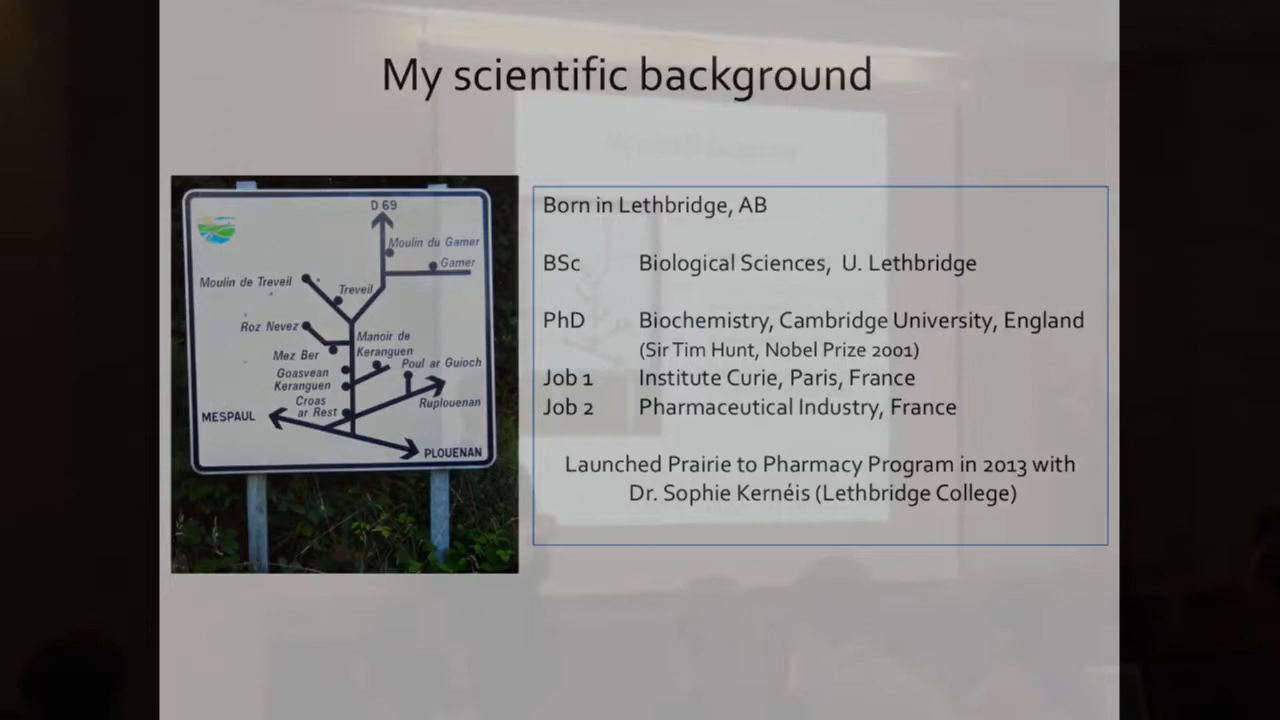 My scientific background
D 69
Moulin du Gamer
Gamer
Moulin de Treveil
Treveil
Roz Nevez
Manoir de
Keranguen
Mez Ber
Poul ar Guioch
Goasvean
Keranguen
Croas
ar Rest
Ruplouenan
MESPAUL
PLOUENAN
Born in Lethbridge, AB
BSc Biological Sciences, U. Lethbridge
PhD Biochemistry, Cambridge University, England
(Sir Tim Hunt, Nobel Prize 2001)
Job 1 Institute Curie, Paris, France
Job 2 Pharmaceutical Industry, France
Launched Prairie to Pharmacy Program in 2013 with
Dr. Sophie Kernéis (Lethbridge College)